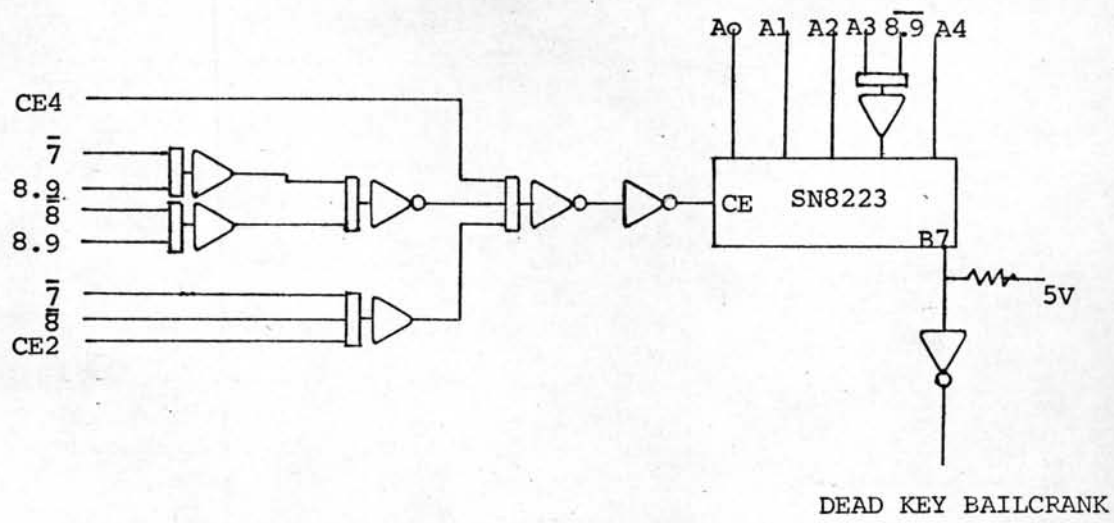 Ao A1 A2 A3 8.9̅ A4
CE4
7̅
8.9
8̅
8.9
7̅
8̅
CE2
CE
SN8223
B7
5V
DEAD KEY BAILCRANK